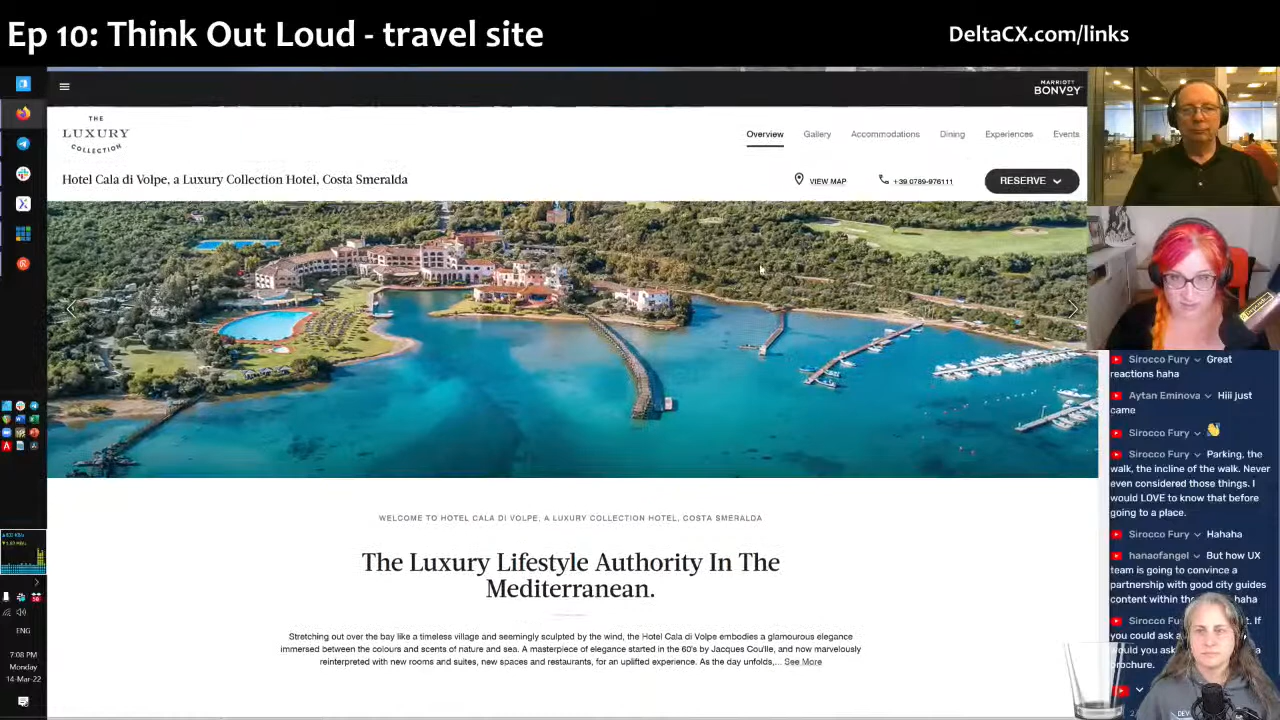 Ep 10: Think Out Loud - travel site
DeltaCX.com/links
MARRIOTT
BONVOY
THE
LUXURY
COLLECTION
Overview
Gallery
Accommodations
Dining
Experiences
Events
Hotel Cala di Volpe, a Luxury Collection Hotel, Costa Smeralda
VIEW MAP
+39 0789-976111
RESERVE
WELCOME TO HOTEL CALA DI VOLPE, A LUXURY COLLECTION HOTEL, COSTA SMERALDA
The Luxury Lifestyle Authority In The
Mediterranean.
Stretching out over the bay like a timeless village and seemingly sculpted by the wind, the Hotel Cala di Volpe embodies a glamourous elegance
immersed between the colours and scents of nature and sea. A masterpiece of elegance started in the 60's by Jacques Cou'lle, and now marvelously
reinterpreted with new rooms and suites, new spaces and restaurants, for an uplifted experience. As the day unfolds,... See More
Sirocco Fury Great
reactions haha
Aytan Eminova Hiii just
came
Sirocco Fury 👋
Sirocco Fury Parking, the
walk, the incline of the walk. Never
even considered those things. I
would LOVE to know that before
going to a place.
Sirocco Fury Hahaha
hanaofangel But how UX
team is going to convince a
partnership with good city guides
content within the haha
Sirocco Fury If
you could ask a
would you as a
brochure.
ENG
7:08 PM
Monday
14-Mar-22
DEV